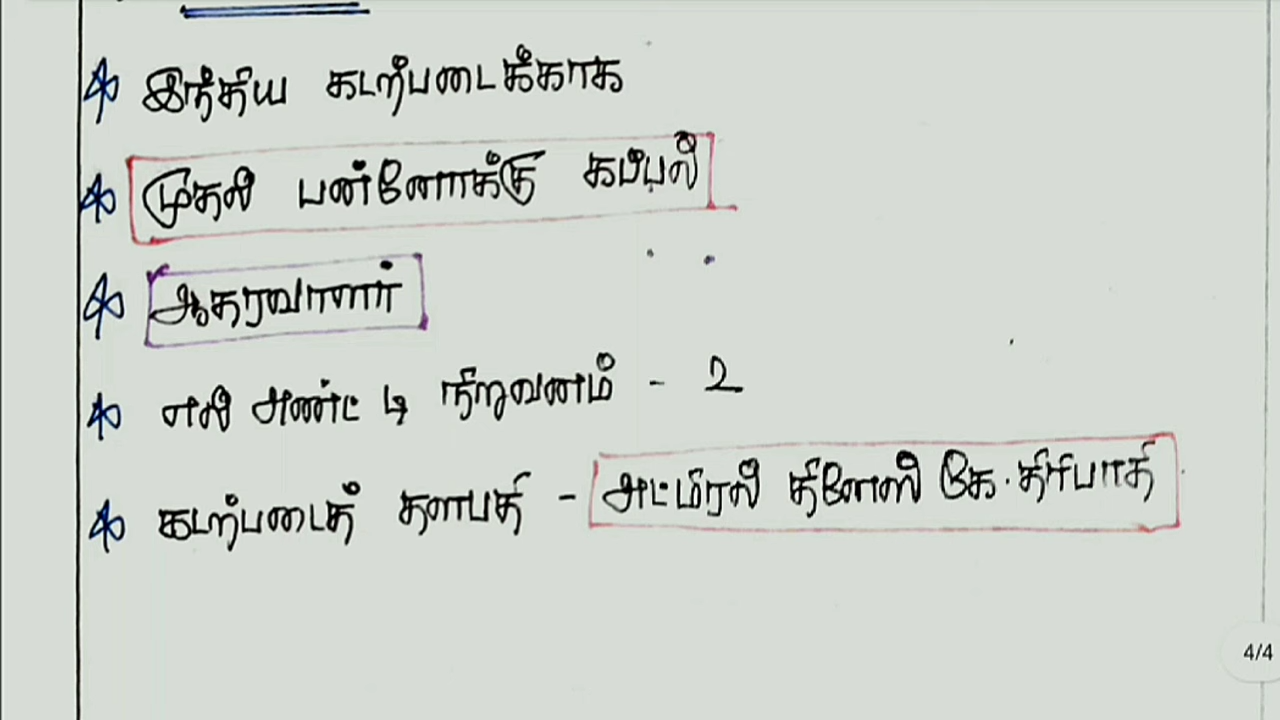 இந்திய கடற்படைக்காக
முதல் பன்னோக்கு கப்பல்
ஆகரவாளர்
எல் அண்ட் டி நிறுவனம் - 2
கடற்படைத் தளபதி - அட்மிரல் தினேஸ் கே. திரிபாதி
4/4